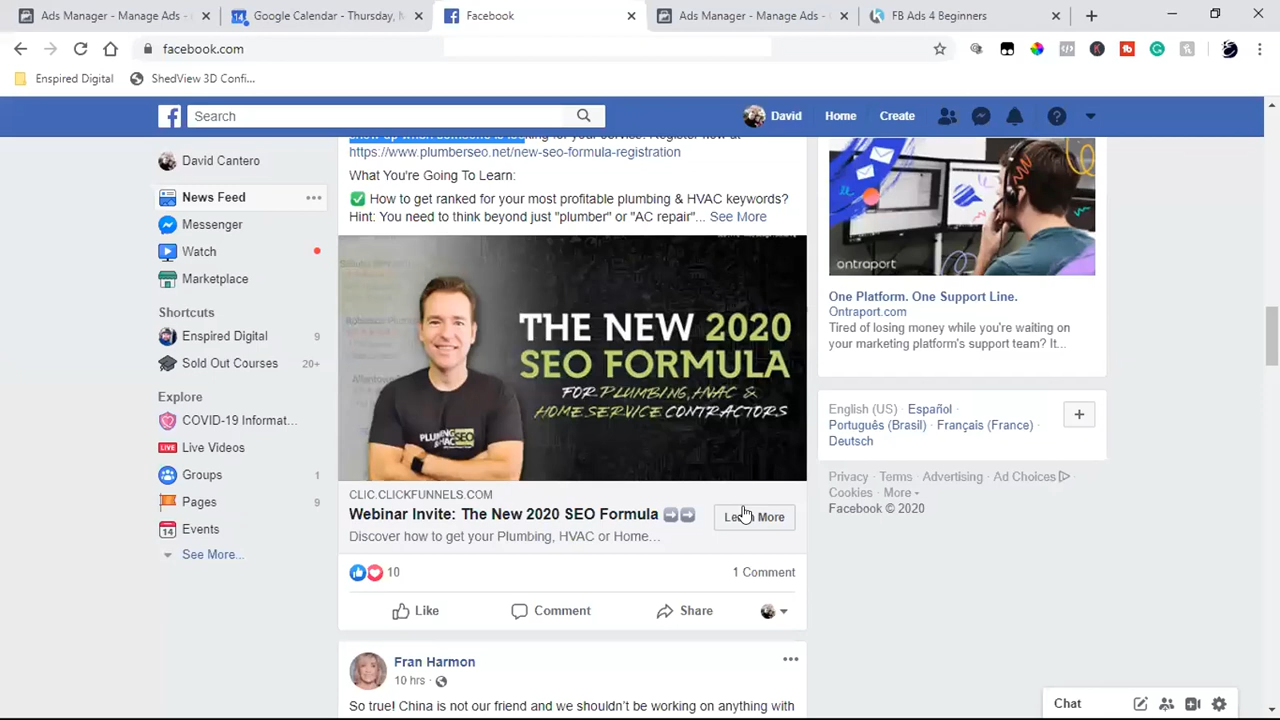 Ads Manager - Manage Ads -
Google Calendar - Thursday, M
Facebook
Ads Manager - Manage Ads -
FB Ads 4 Beginners
facebook.com
Enspired Digital
ShedView 3D Confi...
Search
David
Home
Create
David Cantero
News Feed
Messenger
Watch
Marketplace
Shortcuts
Enspired Digital 9
Sold Out Courses 20+
Explore
COVID-19 Informat...
LIVE Live Videos
Groups 1
Pages 9
14 Events
See More...
https://www.plumberseo.net/new-seo-formula-registration
What You're Going To Learn:
How to get ranked for your most profitable plumbing & HVAC keywords?
Hint: You need to think beyond just "plumber" or "AC repair"... See More
THE NEW 2020
SEO FORMULA
FOR PLUMBING, HVAC &
HOME SERVICE CONTRACTORS
CLIC.CLICKFUNNELS.COM
Webinar Invite: The New 2020 SEO Formula
Discover how to get your Plumbing, HVAC or Home...
Learn More
10
1 Comment
Like
Comment
Share
Fran Harmon
10 hrs ·
So true! China is not our friend and we shouldn't be working on anything with
ontraport
One Platform. One Support Line.
Ontraport.com
Tired of losing money while you're waiting on
your marketing platform's support team? It...
English (US) · Español ·
Português (Brasil) · Français (France) ·
Deutsch
Privacy · Terms · Advertising · Ad Choices ·
Cookies · More
Facebook © 2020
Chat